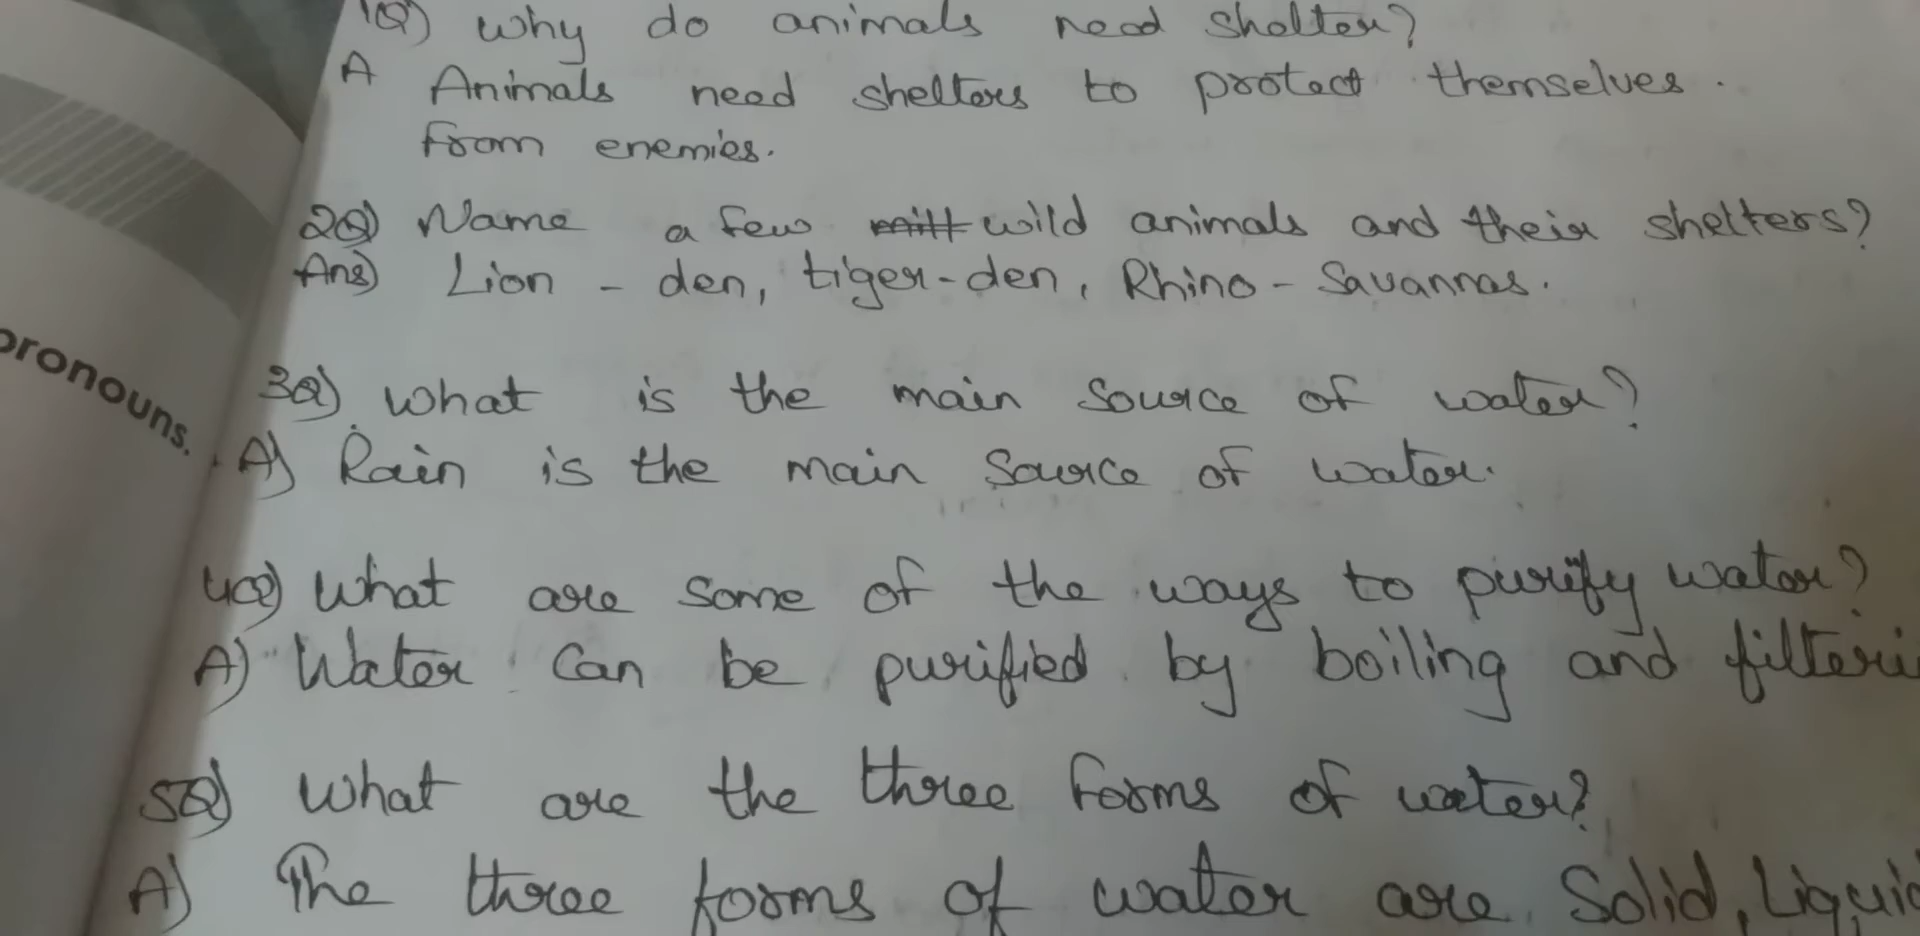 1Q) Why do animals need shelter?
A Animals need shelters to protect themselves.
from enemies.
2Q) Name a few wild animals and their shelters?
Ans) Lion - den, tiger-den, Rhino - Savannas.
pronouns.
3Q) What is the main source of water?
A) Rain is the main source of water.
4Q) What are some of the ways to purify water?
A) Water can be purified by boiling and filteri
5Q) What are the three forms of water?
A) The three forms of water are Solid, Liquid